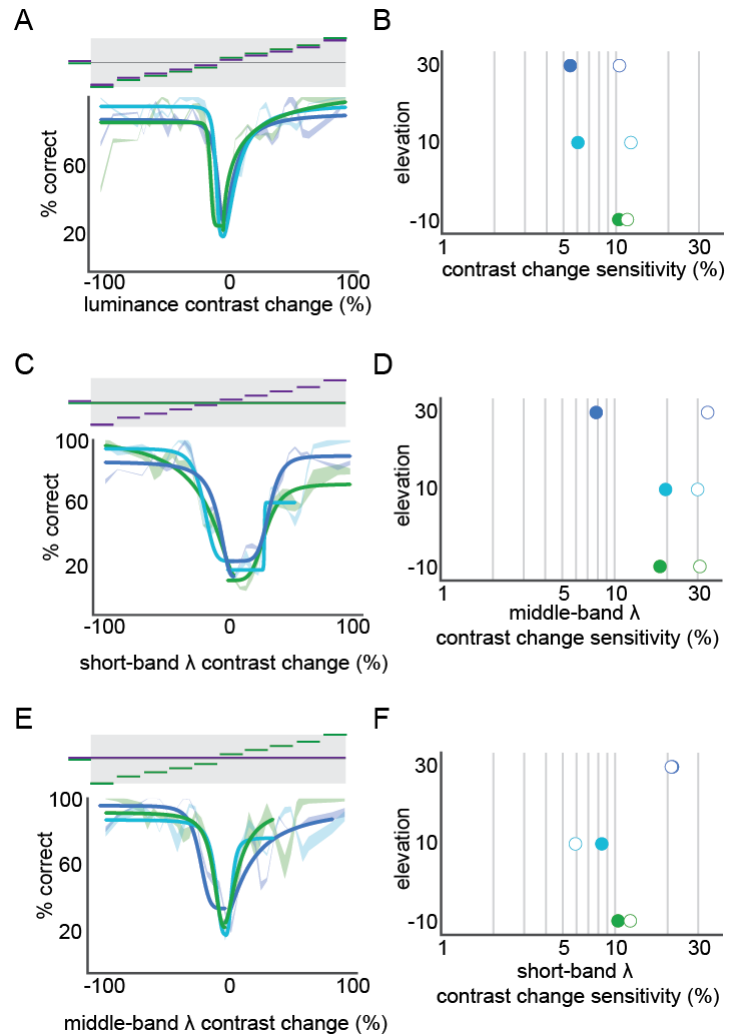 A
B
60
20
% correct
-100
0
100
luminance contrast change (%)
30
10
-10
elevation
1
5
10
30
contrast change sensitivity (%)
C
D
100
60
20
% correct
-100
0
100
short-band λ contrast change (%)
30
10
-10
elevation
1
5
10
30
middle-band λ
contrast change sensitivity (%)
E
F
100
60
20
% correct
-100
0
100
middle-band λ contrast change (%)
30
10
-10
elevation
1
5
10
30
short-band λ
contrast change sensitivity (%)